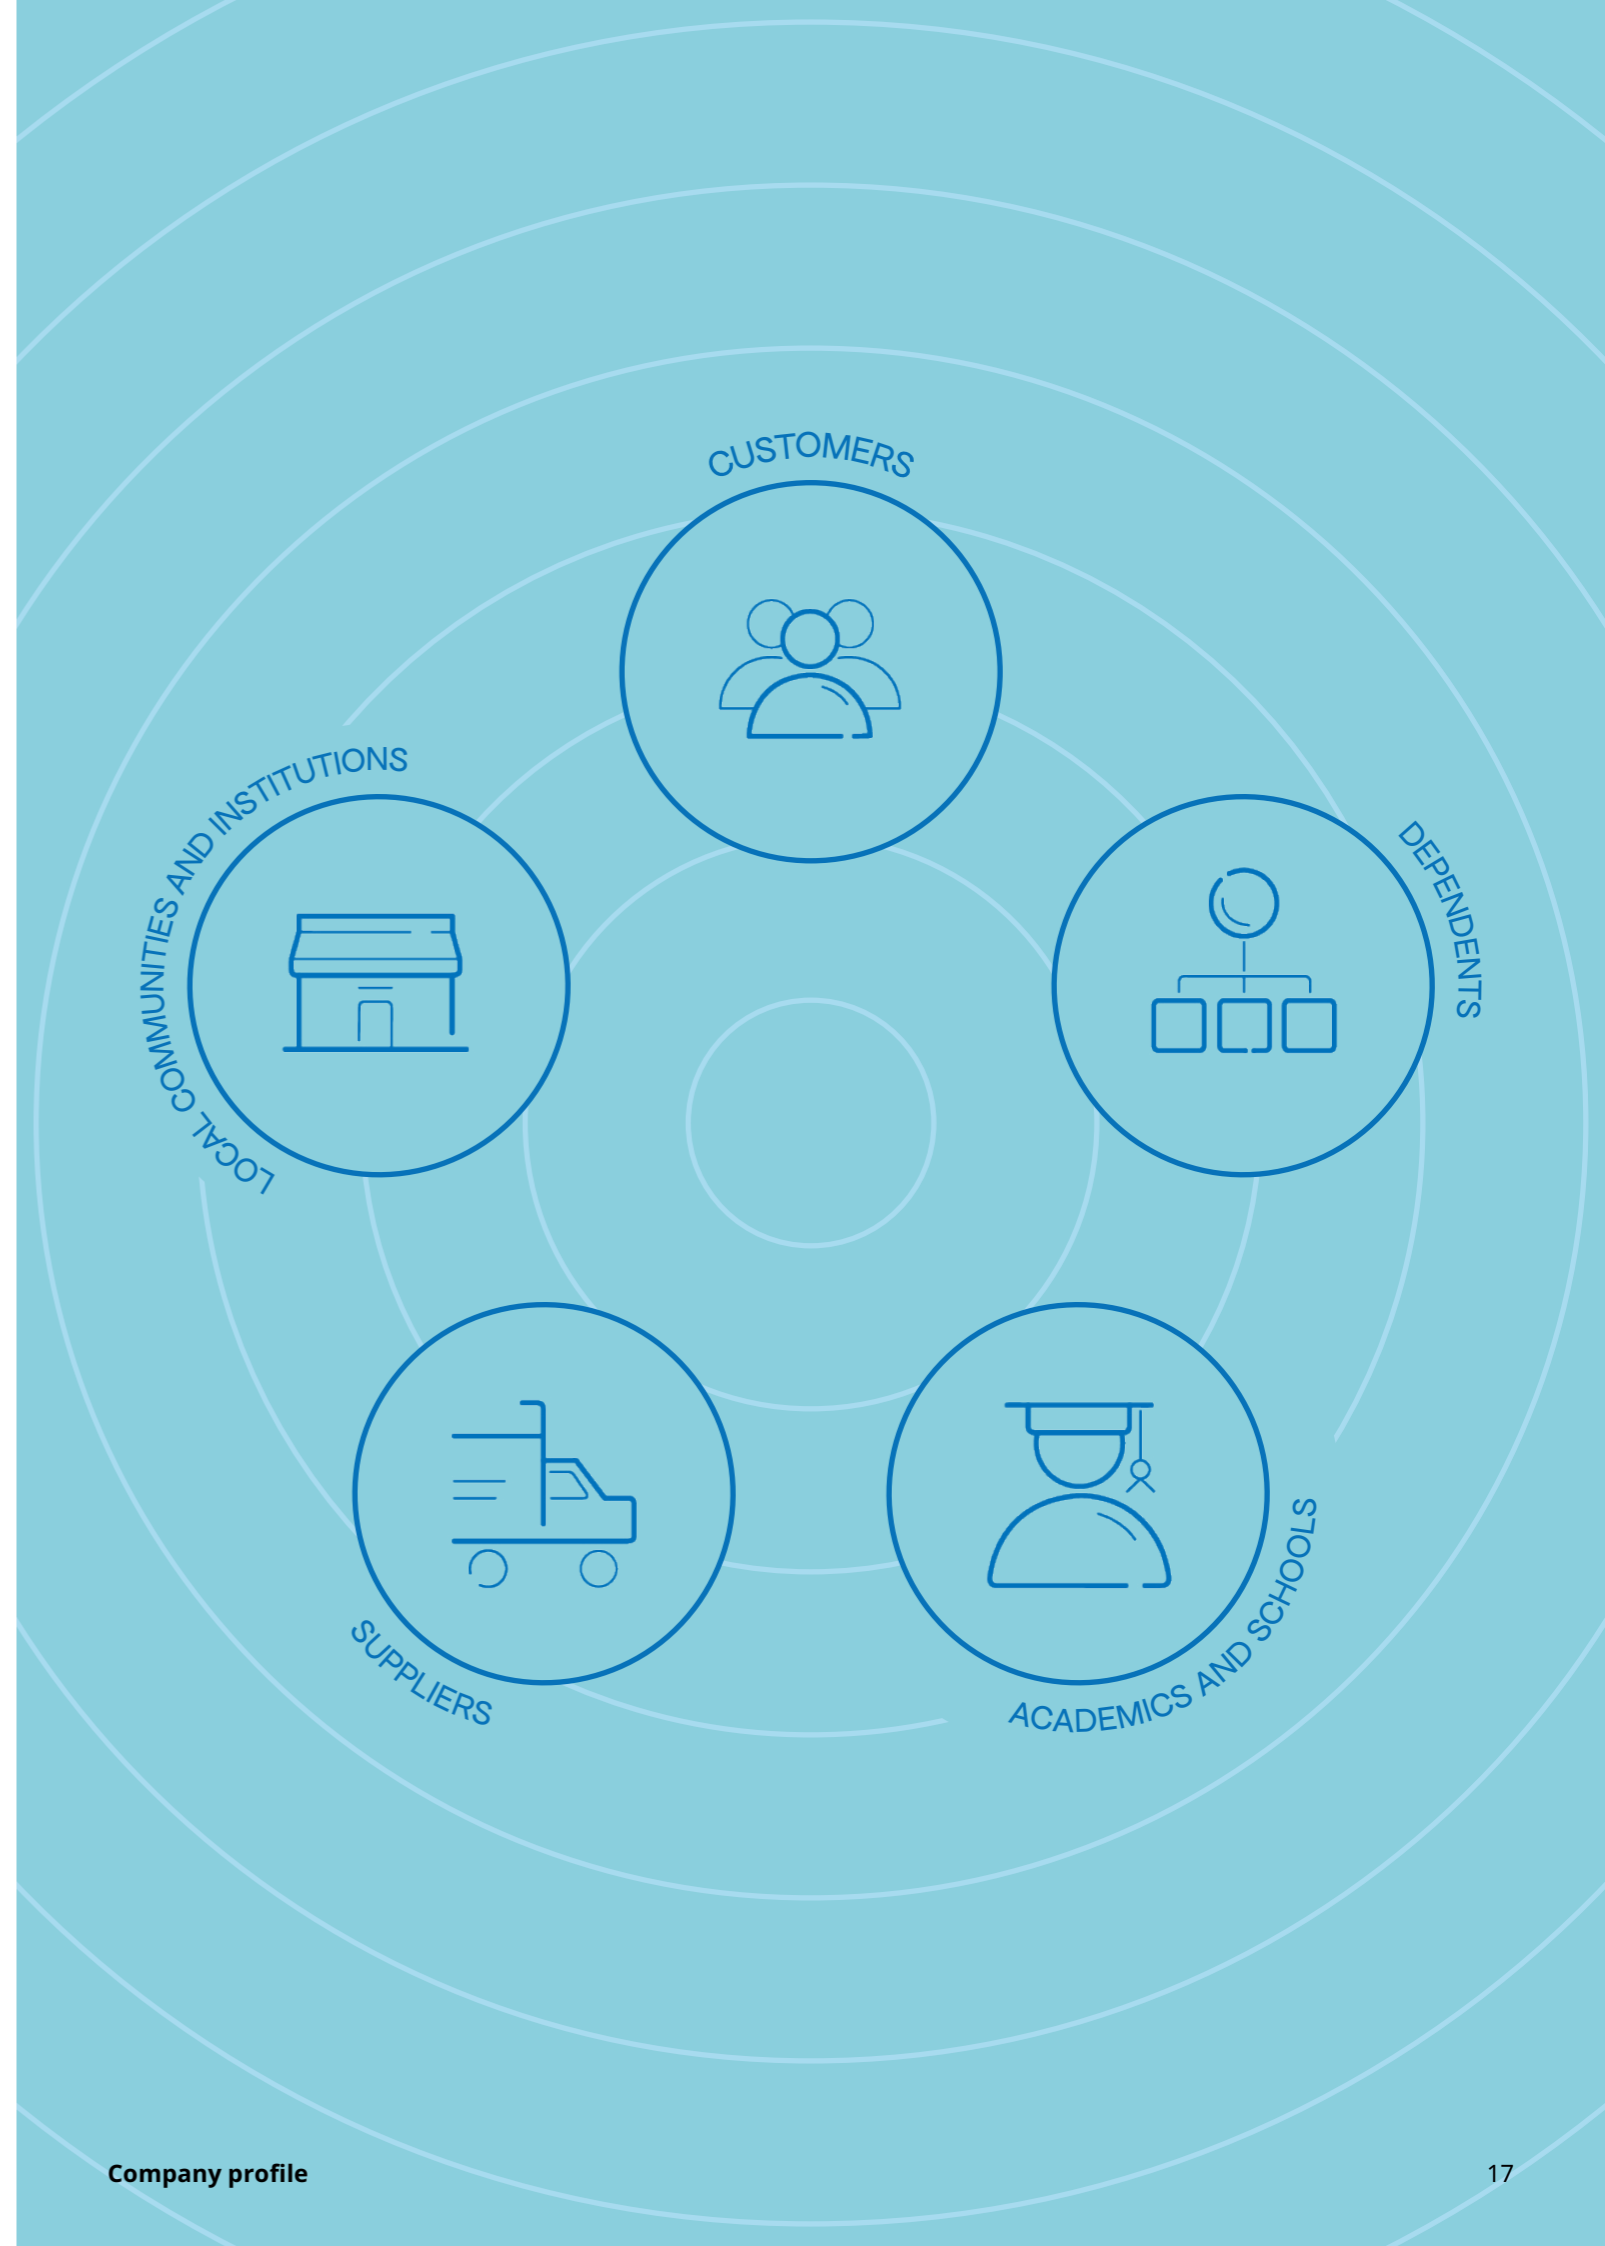 CUSTOMERS
LOCAL COMMUNITIES AND INSTITUTIONS
DEPENDENTS
SUPPLIERS
ACADEMICS AND SCHOOLS
Company profile
17